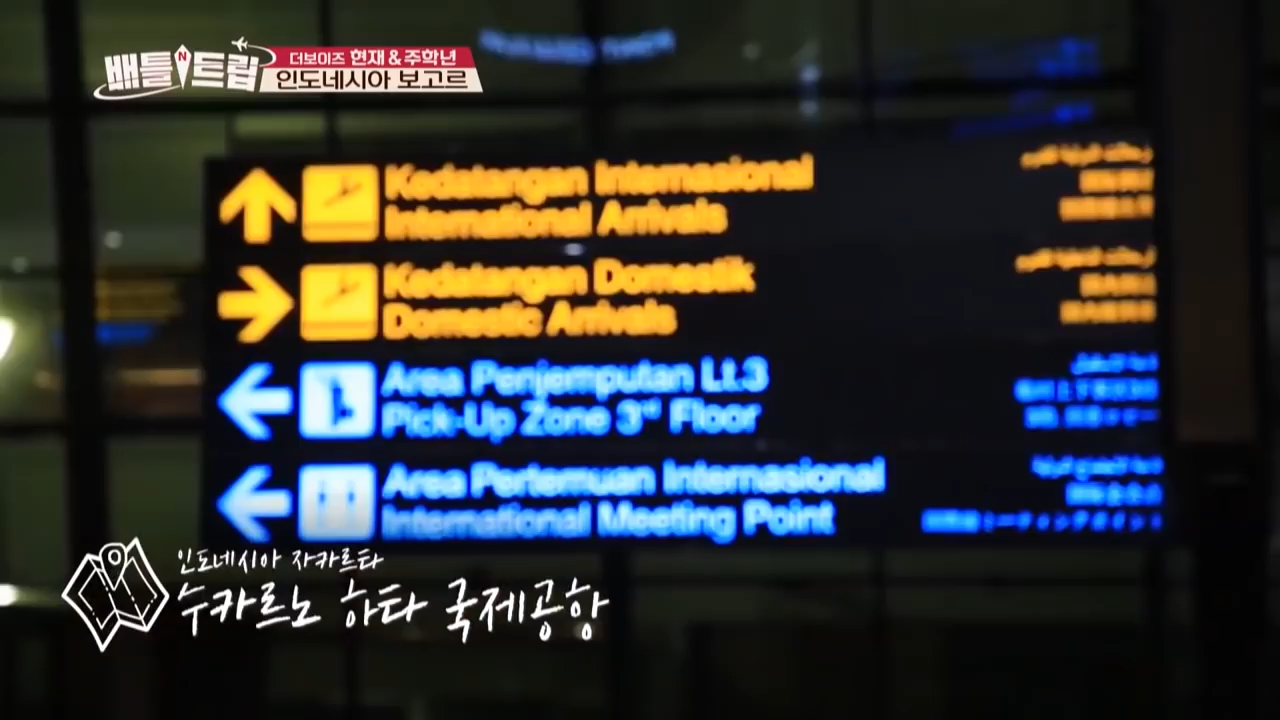 배틀트립
더보이즈 현재 & 주학년
인도네시아 보고르
Kedatangan Internasional
International Arrivals
Kedatangan Domestik
Domestic Arrivals
Area Penjemputan Lt.3
Pick-Up Zone 3rd Floor
Area Pertemuan Internasional
International Meeting Point
인도네시아 자카르타
수카르노 하타 국제공항